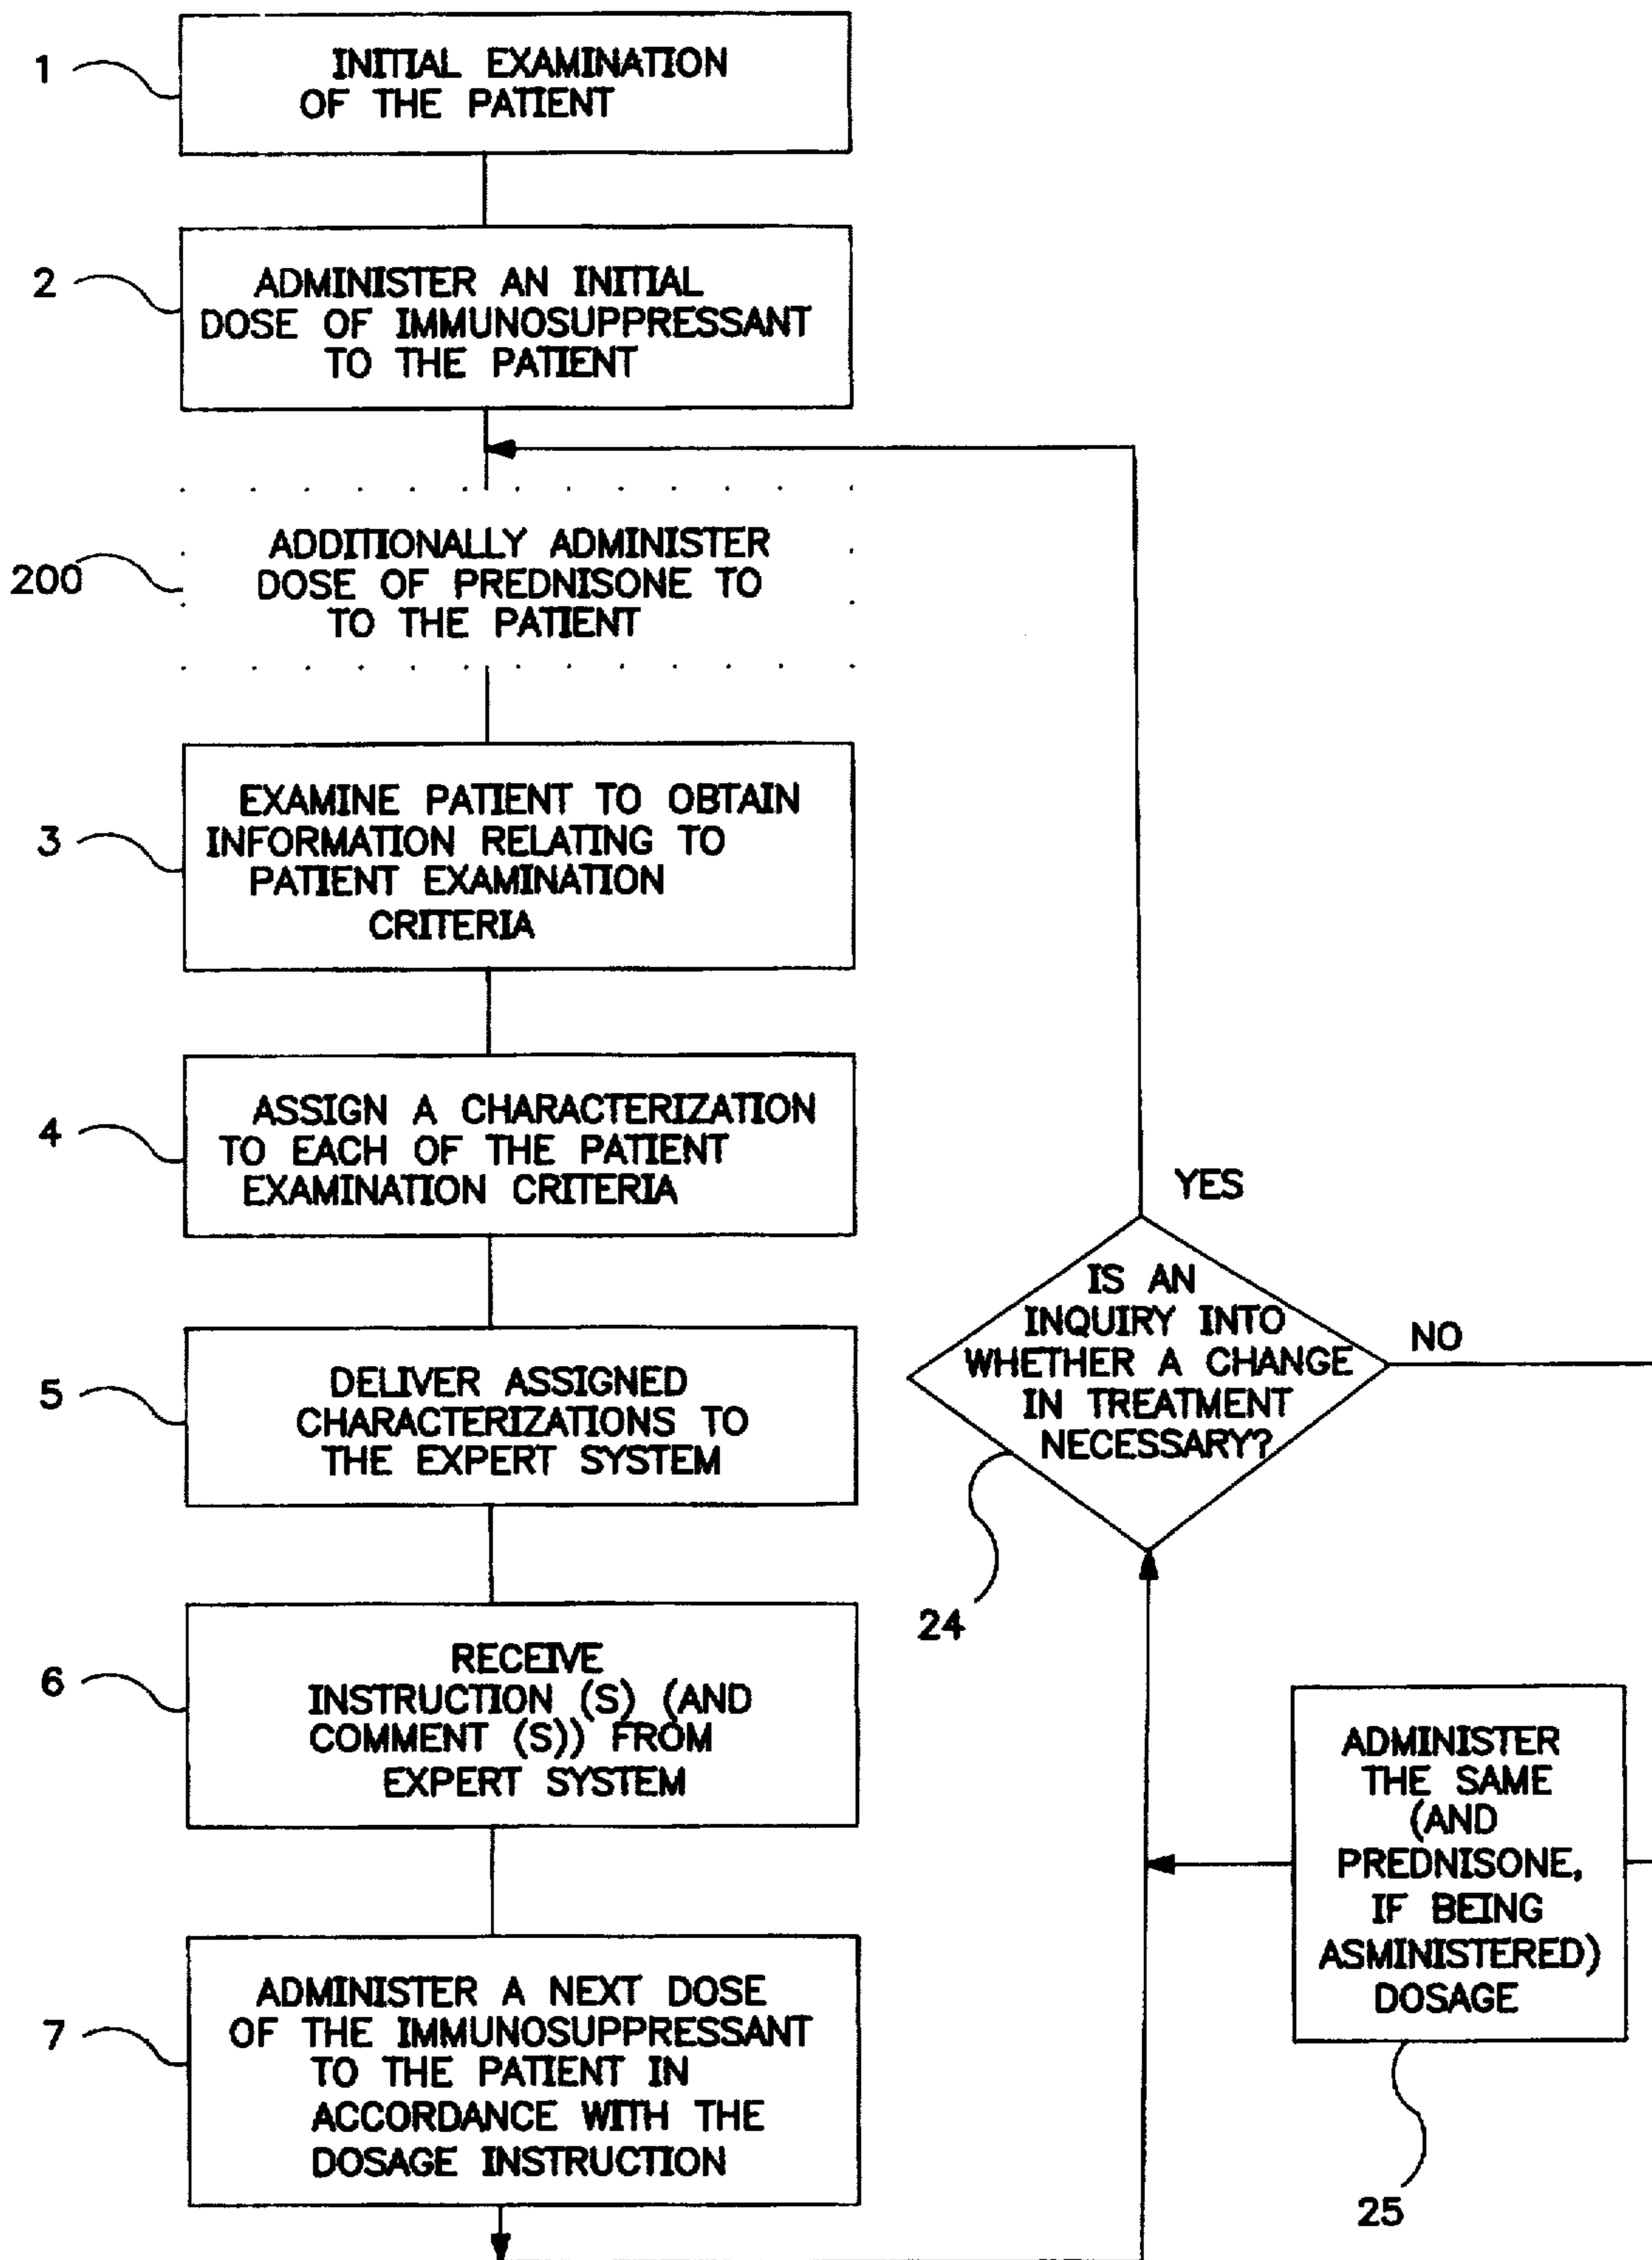 1
INITIAL EXAMINATION
OF THE PATIENT
2
ADMINISTER AN INITIAL
DOSE OF IMMUNOSUPPRESSANT
TO THE PATIENT
200
ADDITIONALLY ADMINISTER
DOSE OF PREDNISONE TO
TO THE PATIENT
3
EXAMINE PATIENT TO OBTAIN
INFORMATION RELATING TO
PATIENT EXAMINATION
CRITERIA
4
ASSIGN A CHARACTERIZATION
TO EACH OF THE PATIENT
EXAMINATION CRITERIA
5
DELIVER ASSIGNED
CHARACTERIZATIONS TO
THE EXPERT SYSTEM
6
RECEIVE
INSTRUCTION (S) (AND
COMMENT (S)) FROM
EXPERT SYSTEM
7
ADMINISTER A NEXT DOSE
OF THE IMMUNOSUPPRESSANT
TO THE PATIENT IN
ACCORDANCE WITH THE
DOSAGE INSTRUCTION
YES
IS AN
INQUIRY INTO
WHETHER A CHANGE
IN TREATMENT
NECESSARY?
NO
24
ADMINISTER
THE SAME
(AND
PREDNISONE,
IF BEING
ASMINISTERED)
DOSAGE
25